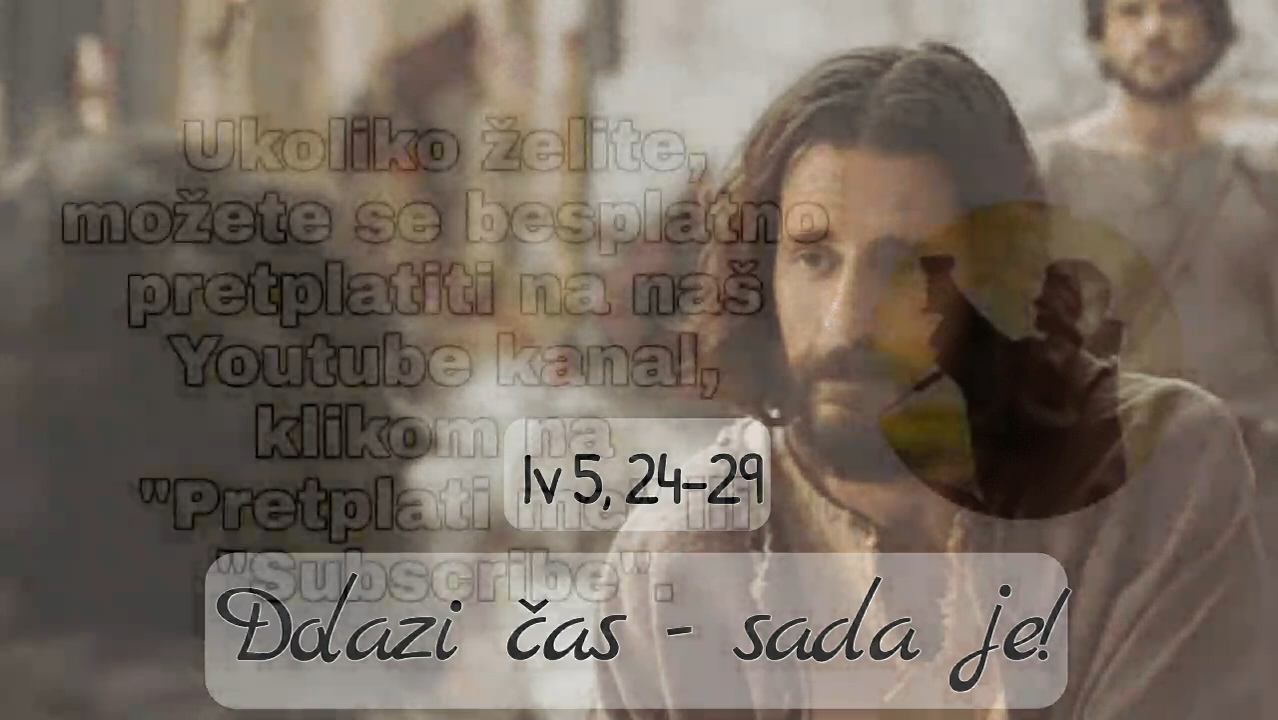 Ukoliko želite,
možete se besplatno
pretplatiti na naš
Youtube kanal,
klikom na
"Pretplati me" ili
"Subscribe".
Iv 5, 24-29
Dolazi čas - sada je!